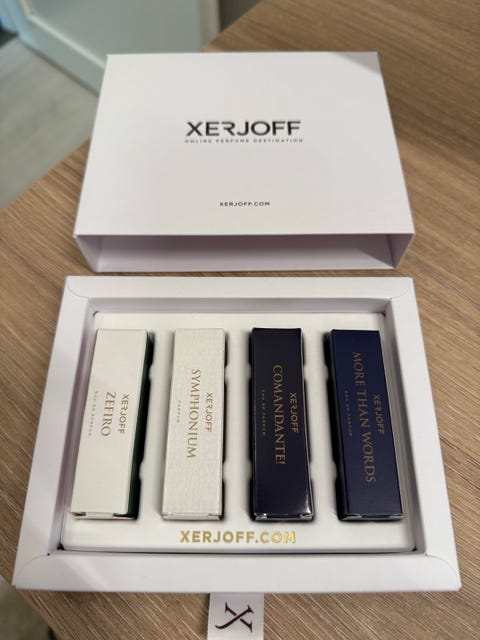 XERJOFF
ONLINE PERFUME DESTINATION
XERJOFF.COM
XERJOFF
ZEFIRO
EAU DE PARFUM
XERJOFF
SYMPHONIUM
PARFUM
XERJOFF
COMANDANTE!
EAU DE PARFUM
XERJOFF
MORE THAN WORDS
EAU DE PARFUM
XERJOFF.COM
X